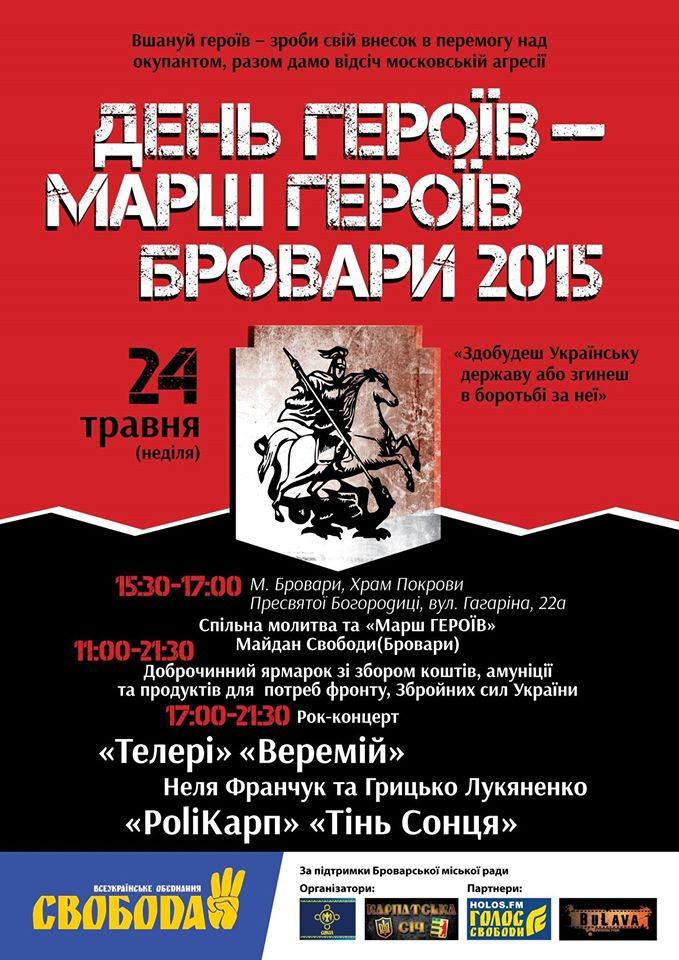 Вшануй героїв – зроби свій внесок в перемогу над
окупантом, разом дамо відсіч московській агресії
ДЕНЬ ГЕРОЇВ –
МАРШ ГЕРОЇВ
БРОВАРИ 2015
24
травня
(неділя)
«Здобудеш Українську
державу або згинеш
в боротьбі за неї»
15:30-17:00 М. Бровари, Храм Покрови
Пресвятої Богородиці, вул. Гагаріна, 22а
Спільна молитва та «Марш ГЕРОЇВ»
Майдан Свободи(Бровари)
11:00-21:30
Доброчинний ярмарок зі збором коштів, амуніції
та продуктів для потреб фронту, Збройних сил України
17:00-21:30 Рок-концерт
«Телері» «Веремій»
Неля Франчук та Грицько Лукяненко
«PoliКарп» «Тінь Сонця»
ВСЕУКРАЇНСЬКЕ ОБЄДНАННЯ
СВОБОДА
За підтримки Броварської міської ради
Організатори:
КАРПАТСЬКА
СІЧ
Партнери:
HOLOS.FM
ГОЛОС
СВОБОДИ
BULAVA